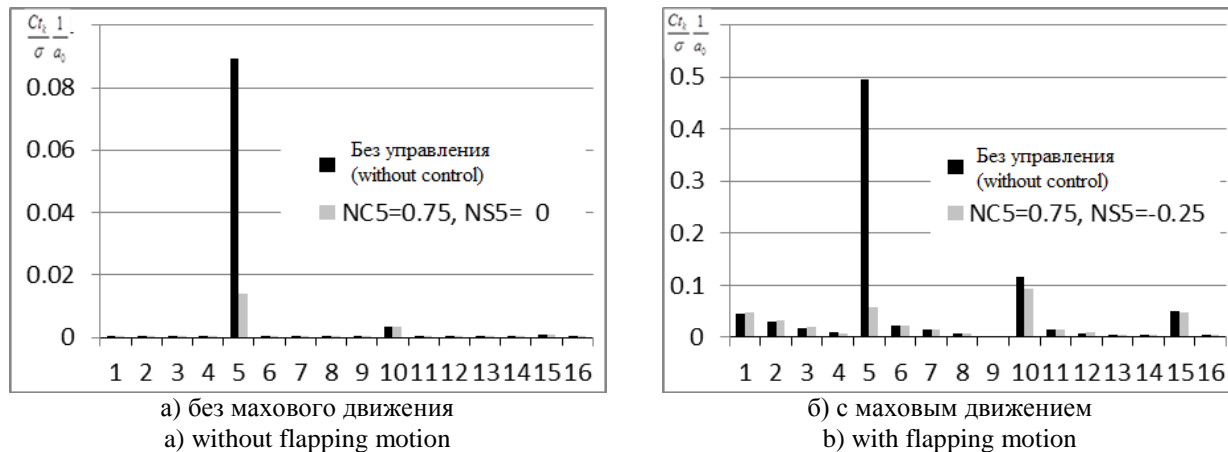 Ct_k/σ 1/a_0
0.08
0.06
0.04
0.02
0
Без управления
(without control)
NC5=0.75, NS5= 0
1 2 3 4 5 6 7 8 9 10 11 12 13 14 15 16
а) без махового движения
a) without flapping motion
Ct_k/σ 1/a_0
0.5
0.4
0.3
0.2
0.1
0
Без управления
(without control)
NC5=0.75, NS5=-0.25
1 2 3 4 5 6 7 8 9 10 11 12 13 14 15 16
б) с маховым движением
b) with flapping motion